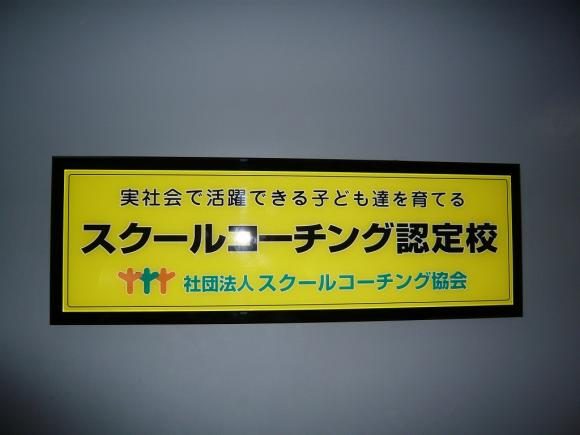 実社会で活躍できる子ども達を育てる
スクールコーチング認定校
社団法人スクールコーチング協会